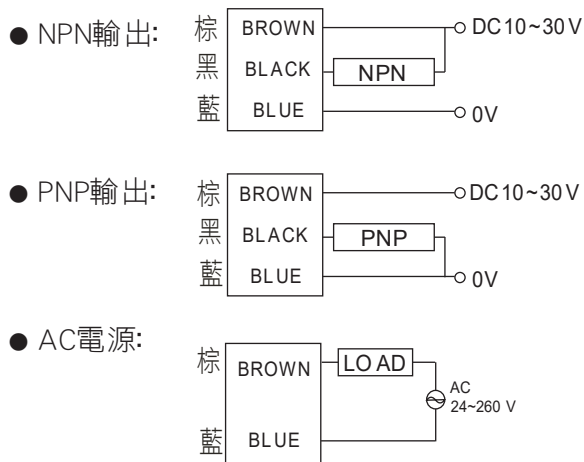 ● NPN輸出: 棕 BROWN DC10~30V
黑 BLACK NPN
藍 BLUE 0V
● PNP輸出: 棕 BROWN DC10~30V
黑 BLACK PNP
藍 BLUE 0V
● AC電源:
棕 BROWN LOAD
AC
24~260 V
藍 BLUE